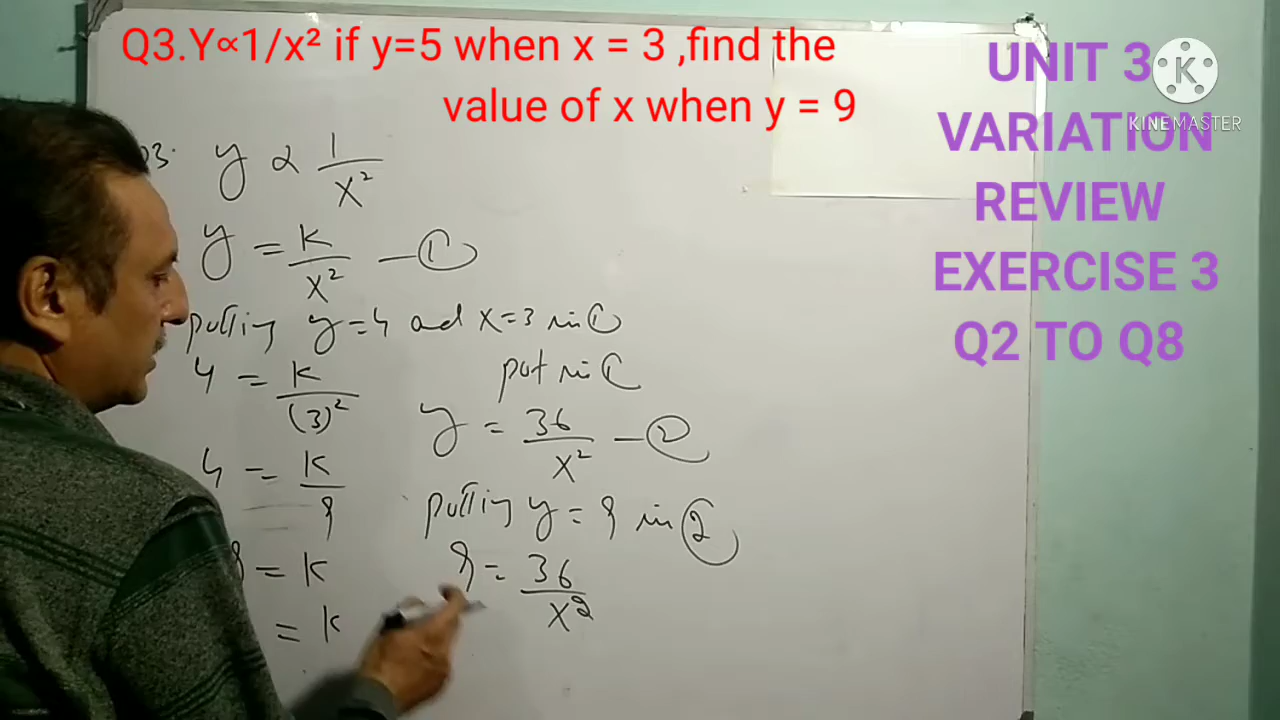 Q3.Y∝1/x² if y=5 when x = 3 ,find the
value of x when y = 9
UNIT 3
VARIATION
REVIEW
EXERCISE 3
Q2 TO Q8
K
KINEMASTER
03. y ∝ 1/x²
y = k/x² — ①
putting y=4 and x=3 in ①
4 = k/(3)²
4 = k/9
9 = k
= k
put in ①
y = 36/x² — ②
putting y = 9 in ②
9 = 36/x²